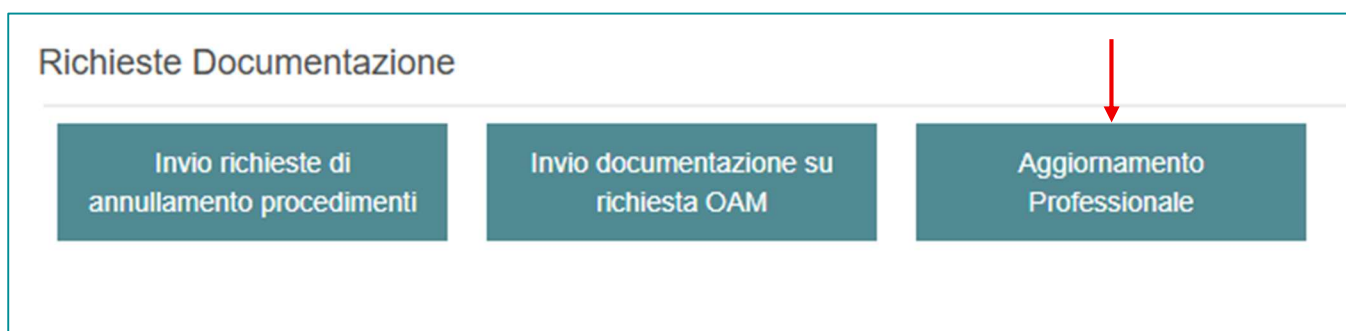 Richieste Documentazione
Invio richieste di
annullamento procedimenti
Invio documentazione su
richiesta OAM
Aggiornamento
Professionale